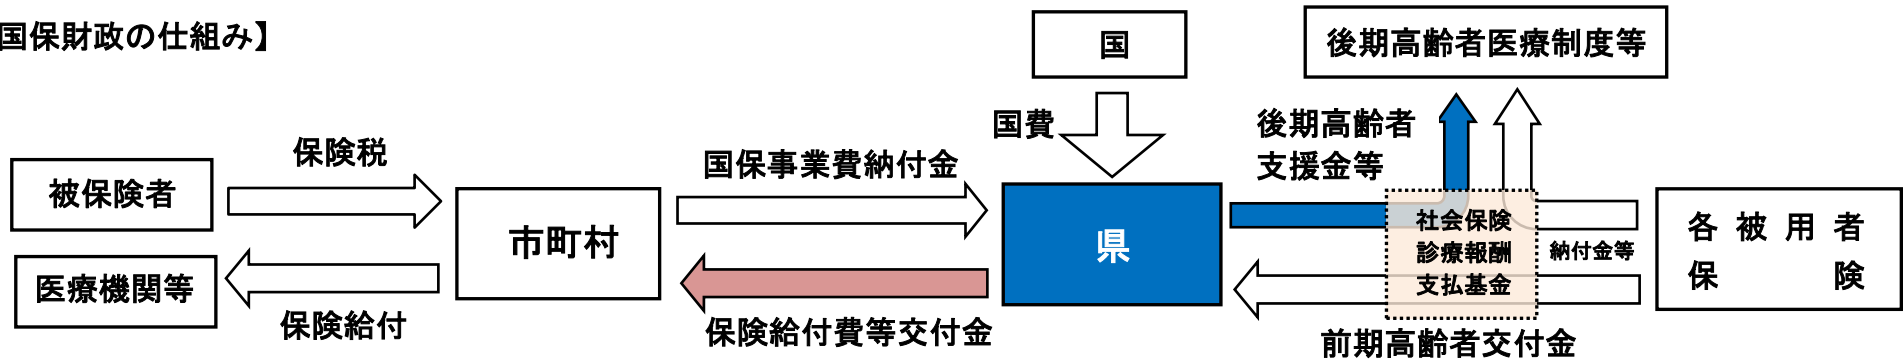 国保財政の仕組み】
国
後期高齢者医療制度等
国費
後期高齢者
支援金等
保険税
国保事業費納付金
被保険者
市町村
県
社会保険
診療報酬
支払基金
納付金等
各被用者
保険
医療機関等
保険給付
保険給付費等交付金
前期高齢者交付金